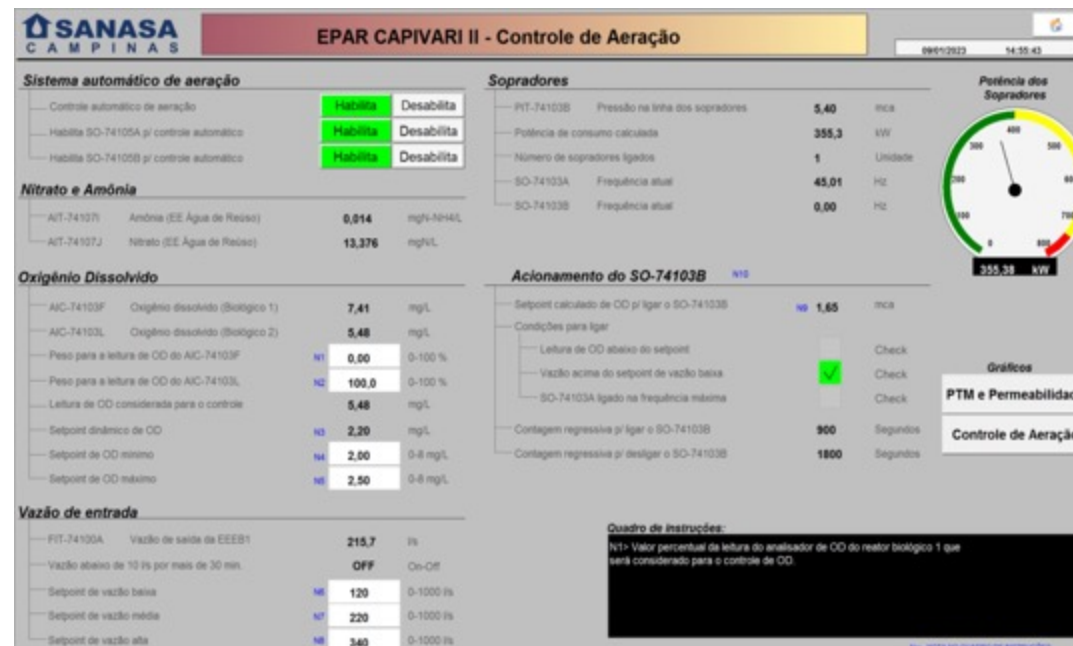 SANASA
CAMPINAS
EPAR CAPIVARI II - Controle de Aeração
09/01/2023 14:55:43
Sistema automático de aeração
Controle automático de aeração Habilita Desabilita
Habilita SO-74105A p/ controle automático Habilita Desabilita
Habilita SO-74105B p/ controle automático Habilita Desabilita
Nitrato e Amônia
AIT-74107I Amônia (EE Água de Reúso) 0,014 mgN-NH4/L
AIT-74107J Nitrato (EE Água de Reúso) 13,376 mgN/L
Oxigênio Dissolvido
AIC-74103F Oxigênio dissolvido (Biológico 1) 7,41 mg/L
AIC-74103L Oxigênio dissolvido (Biológico 2) 5,48 mg/L
Peso para a leitura de OD do AIC-74103F N1 0,00 0-100 %
Peso para a leitura de OD do AIC-74103L N2 100,0 0-100 %
Leitura de OD considerada para o controle 5,48 mg/L
Setpoint dinâmico de OD N3 2,20 mg/L
Setpoint de OD mínimo N4 2,00 0-8 mg/L
Setpoint de OD máximo N5 2,50 0-8 mg/L
Vazão de entrada
FIT-74100A Vazão de saída da EEEB1 215,7 l/s
Vazão abaixo de 10 l/s por mais de 30 min. OFF On-Off
Setpoint de vazão baixa N6 120 0-1000 l/s
Setpoint de vazão média N7 220 0-1000 l/s
Setpoint de vazão alta N8 340 0-1000 l/s
Sopradores
PIT-74103B Pressão na linha dos sopradores 5,40 mca
Potência de consumo calculada 355,3 kW
Número de sopradores ligados 1 Unidade
SO-74103A Frequência atual 45,01 Hz
SO-74103B Frequência atual 0,00 Hz
Acionamento do SO-74103B N10
Setpoint calculado de OD p/ ligar o SO-74103B N9 1,65 mca
Condições para ligar
Leitura de OD abaixo do setpoint Check
Vazão acima do setpoint de vazão baixa Check
SO-74103A ligado na frequência máxima Check
Contagem regressiva p/ ligar o SO-74103B 900 Segundos
Contagem regressiva p/ desligar o SO-74103B 1800 Segundos
Potência dos
Sopradores
0 100 200 300 400 500 800
355,38 kW
Gráficos
PTM e Permeabilidad
Controle de Aeração
Quadro de instruções:
N1> Valor percentual da leitura do analisador de OD do reator biológico 1 que
será considerado para o controle de OD.